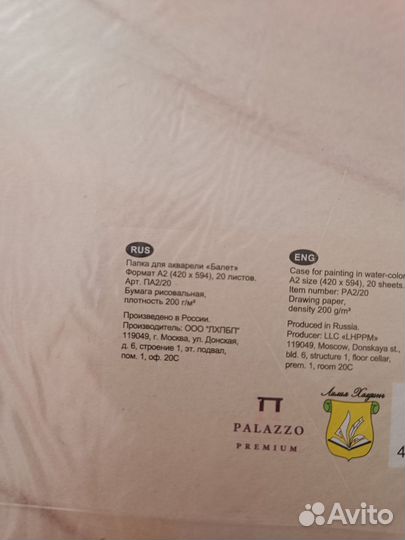 RUS
Папка для акварели «Балет»
Формат А2 (420 х 594), 20 листов.
Арт. ПА2/20
Бумага рисовальная,
плотность 200 г/м²
Произведено в России.
Производитель: ООО "ЛХПБП"
119049, г. Москва, ул. Донская,
д. 6, строение 1, эт. подвал,
пом. 1, оф. 20С
ENG
Case for painting in water-color
A2 size (420 x 594), 20 sheets.
Item number: PA2/20
Drawing paper,
density 200 g/m²
Produced in Russia.
Producer: LLC «LHPPM»
119049, Moscow, Donskaya st.,
bld. 6, structure 1, floor cellar,
prem. 1, room 20C
PALAZZO
PREMIUM
Лилия Хидрин
4
Avito